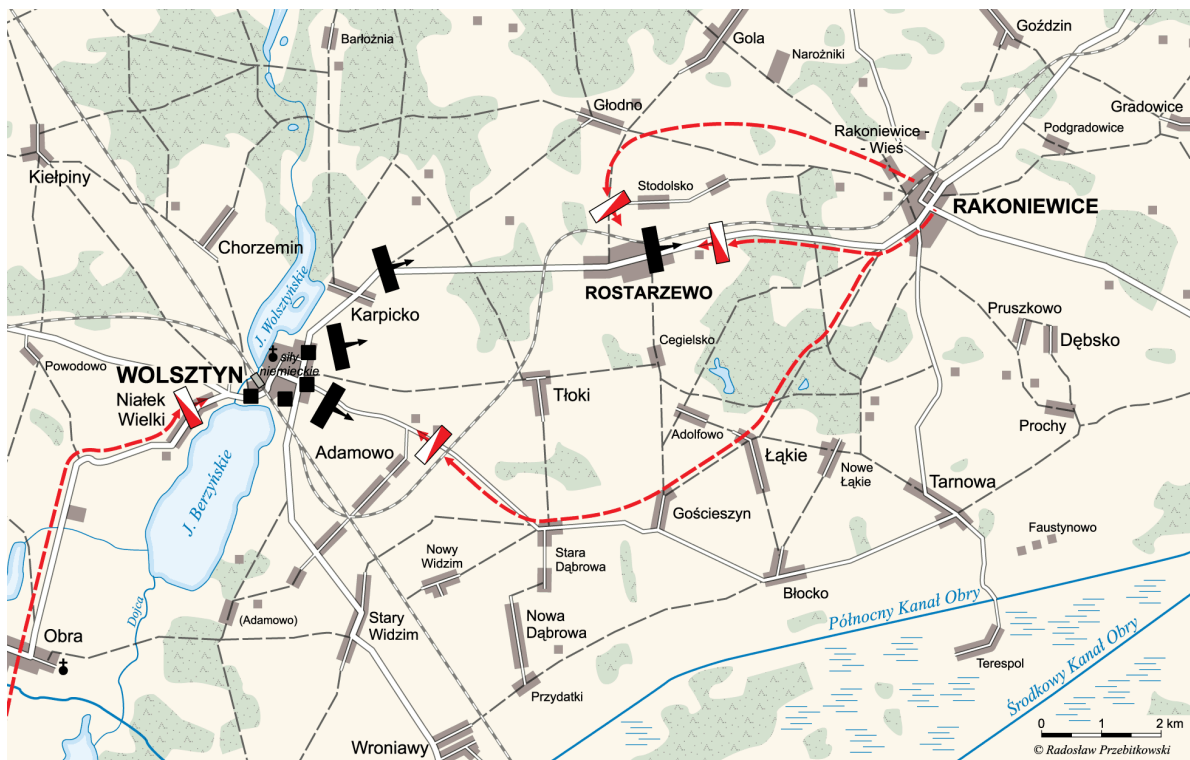 Barłożnia
Gola
Narożniki
Goździn
Głodno
Gradowice
Podgradowice
Rakoniewice -
- Wieś
Kiełpiny
Stodolsko
RAKONIEWICE
Chorzemin
J. Wolsztyńskie
ROSTARZEWO
Karpicko
Pruszkowo
Dębsko
Cegielsko
Powodowo
siły
niemieckie
WOLSZTYN
Niałek
Wielki
Tłoki
Adolfowo
Prochy
Adamowo
Łąkie
Nowe
Łąkie
Tarnowa
J. Berzyńskie
Gościeszyn
Faustynowo
Nowy
Widzim
Stara
Dąbrowa
Błocko
Północny Kanał Obry
Dojca
(Adamowo)
Stary
Widzim
Nowa
Dąbrowa
Obra
Terespol
Środkowy Kanał Obry
Przydatki
Wroniawy
0 1 2 km
© Radosław Przebitkowski